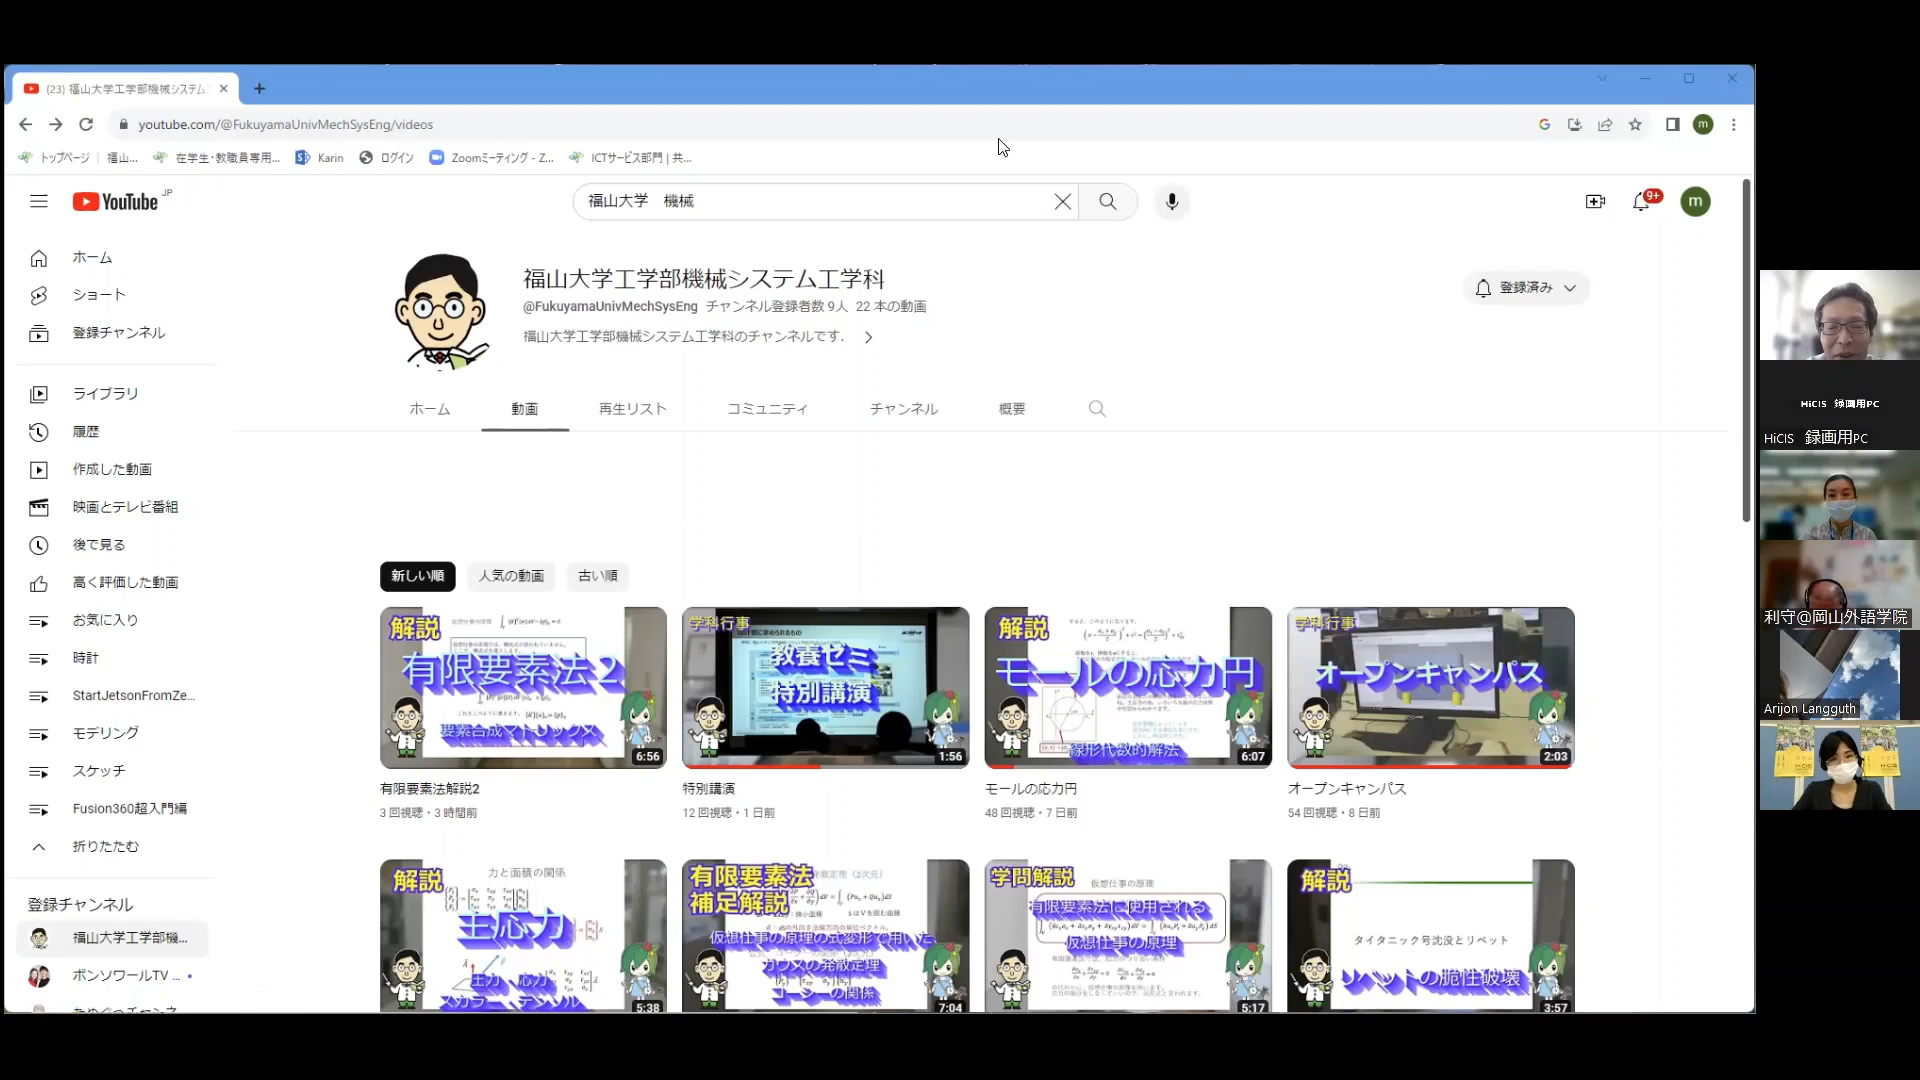 (23) 福山大学工学部機械システム
youtube.com/@FukuyamaUnivMechSysEng/videos
トップページ | 福山...
在学生・教職員専用...
Karin
ログイン
Zoomミーティング - Z...
ICTサービス部門 | 共...
YouTube JP
福山大学　機械
9+
m
ホーム
ショート
登録チャンネル
ライブラリ
履歴
作成した動画
映画とテレビ番組
後で見る
高く評価した動画
お気に入り
時計
StartJetsonFromZe...
モデリング
スケッチ
Fusion360超入門編
折りたたむ
登録チャンネル
福山大学工学部機...
ボンソワールTV ...
福山大学工学部機械システム工学科
@FukuyamaUnivMechSysEng チャンネル登録者数 9人 22 本の動画
福山大学工学部機械システム工学科のチャンネルです.
登録済み
ホーム
動画
再生リスト
コミュニティ
チャンネル
概要
新しい順
人気の動画
古い順
解説
有限要素法2
要素合成マトリックス
6:56
有限要素法解説2
3 回視聴・3 時間前
学科行事
教養ゼミ
特別講演
1:56
特別講演
12 回視聴・1 日前
解説
モールの応力円
線形代数的解法
6:07
モールの応力円
48 回視聴・7 日前
学科行事
オープンキャンパス
2:03
オープンキャンパス
54 回視聴・8 日前
解説
力と面積の関係
主応力
主力 心力
スカラー テンソル
5:38
有限要素法
補足解説
仮想仕事の原理の式変形で用いた、
ガウスの発散定理
コーシーの関係
7:04
学問解説
仮想仕事の原理
有限要素法に使用される
仮想仕事の原理
5:17
解説
タイタニック号沈没とリベット
リベットの脆性破壊
3:57
HiCIS 録画用PC
HiCIS 録画用PC
利守@岡山外語学院
Arijon Langguth